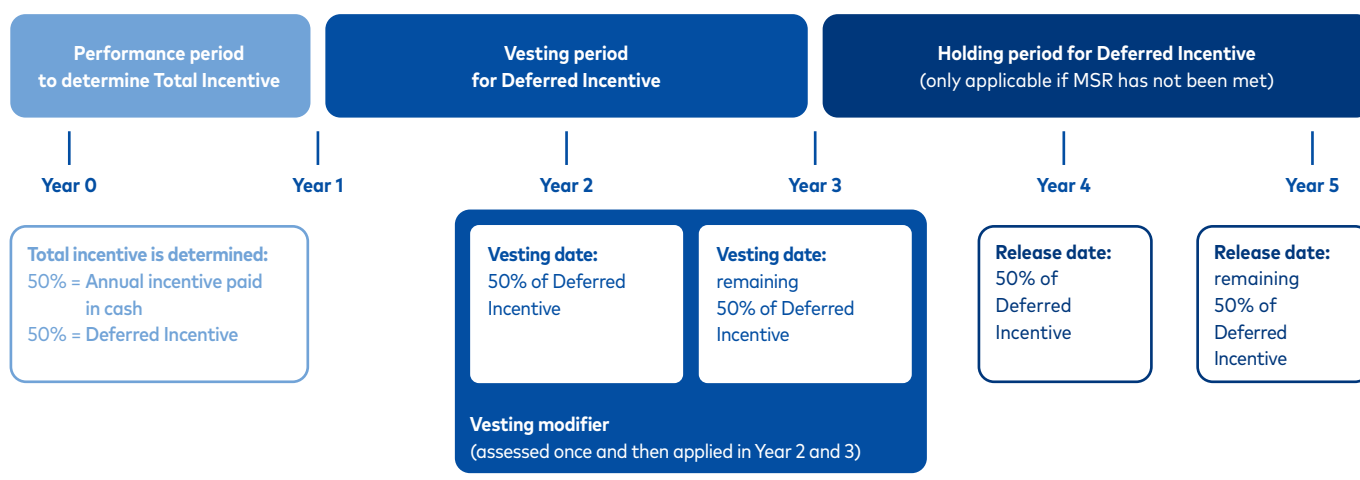 Performance period
to determine Total Incentive
Vesting period
for Deferred Incentive
Holding period for Deferred Incentive
(only applicable if MSR has not been met)
Year 0
Year 1
Year 2
Year 3
Year 4
Year 5
Total incentive is determined:
50% = Annual incentive paid
in cash
50% = Deferred Incentive
Vesting date:
50% of Deferred
Incentive
Vesting date:
remaining
50% of Deferred
Incentive
Vesting modifier
(assessed once and then applied in Year 2 and 3)
Release date:
50% of
Deferred
Incentive
Release date:
remaining
50% of
Deferred
Incentive